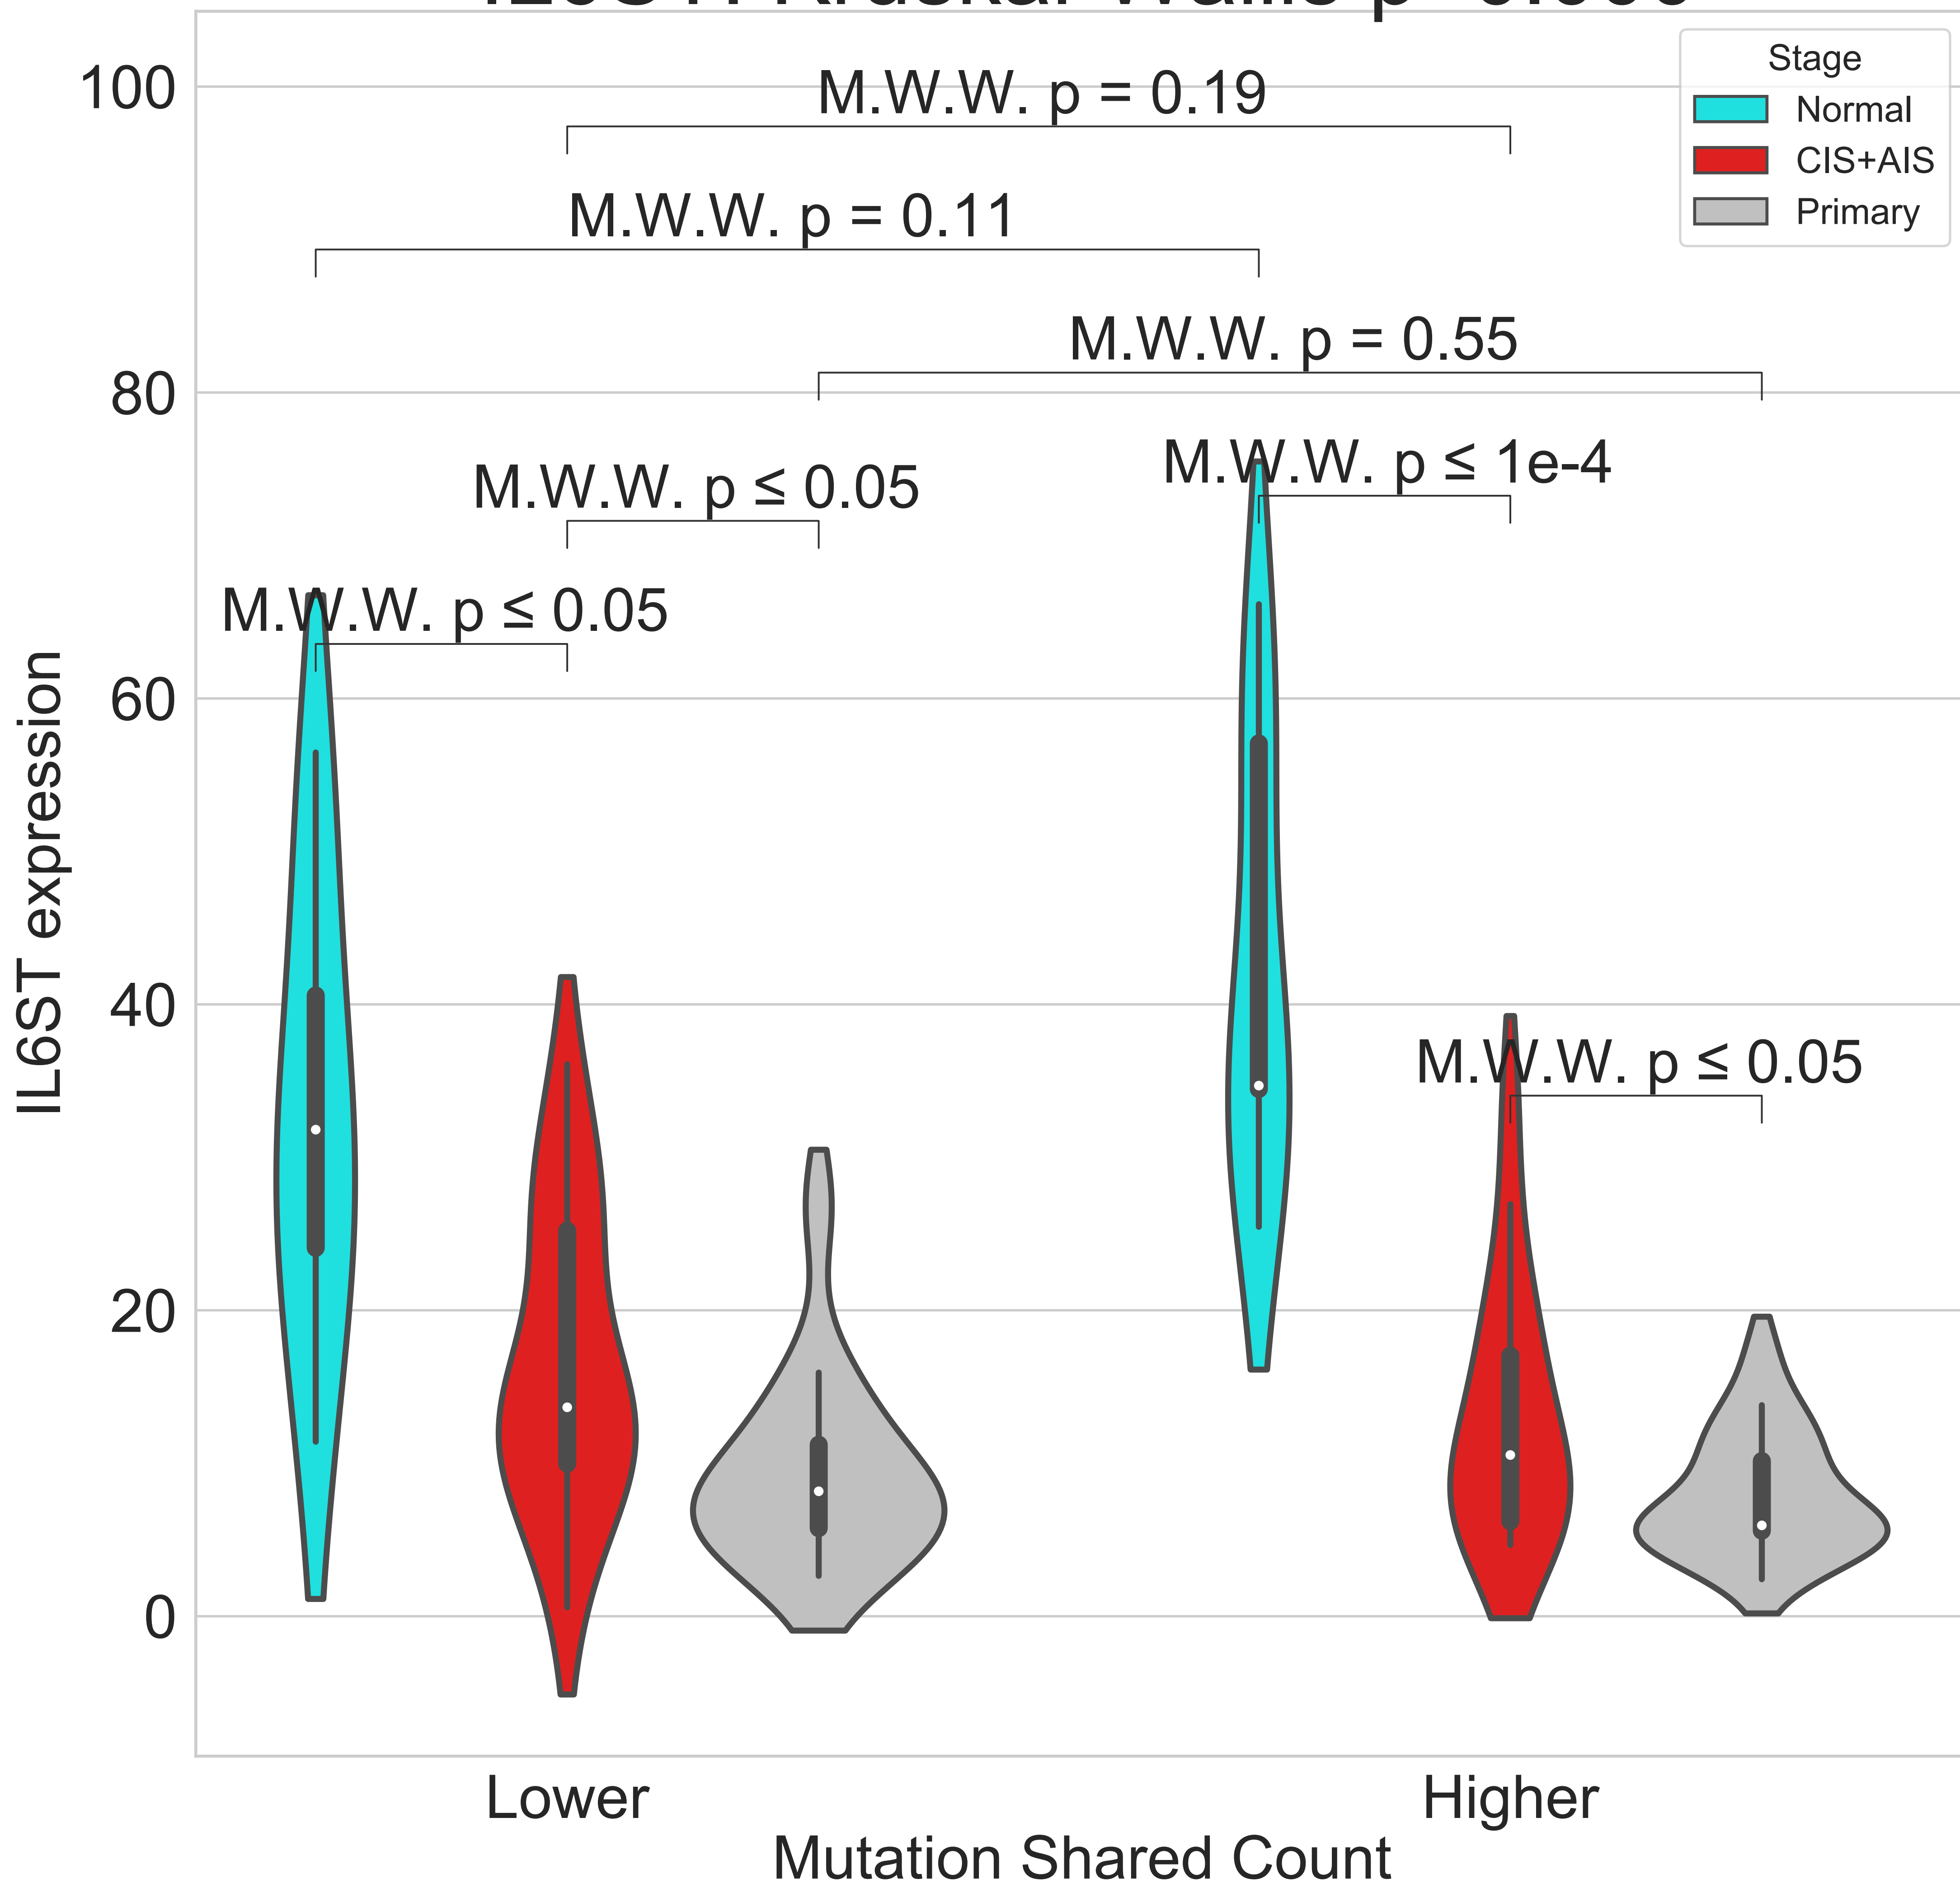 Stage
Normal
CIS+AIS
Primary
M.W.W. p = 0.19
M.W.W. p = 0.11
M.W.W. p = 0.55
M.W.W. p ≤ 1e-4
M.W.W. p ≤ 0.05
M.W.W. p ≤ 0.05
M.W.W. p ≤ 0.05
100
80
60
40
20
0
IL6ST expression
Lower
Higher
Mutation Shared Count